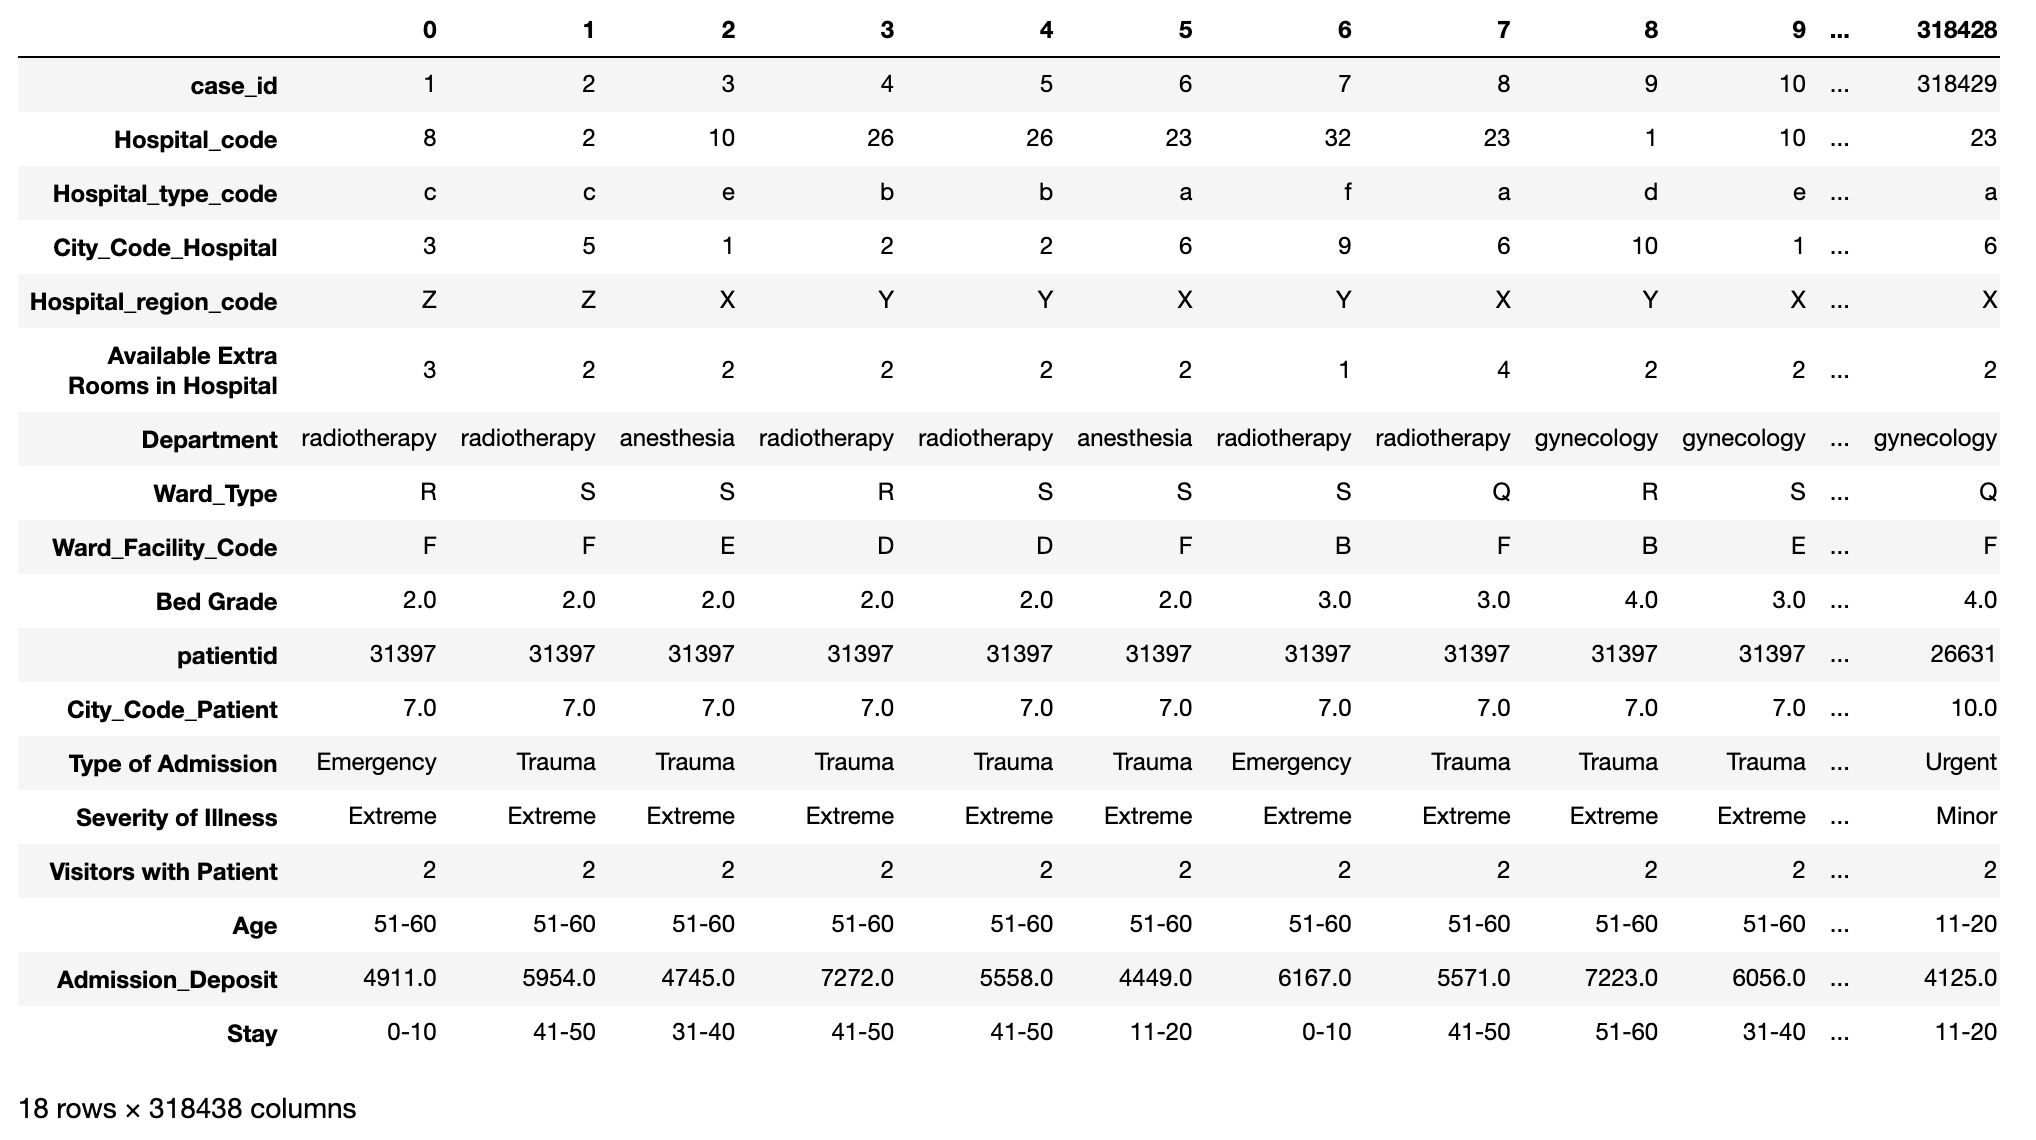 0 1 2 3 4 5 6 7 8 9 ... 318428
case_id 1 2 3 4 5 6 7 8 9 10 ... 318429
Hospital_code 8 2 10 26 26 23 32 23 1 10 ... 23
Hospital_type_code c c e b b a f a d e ... a
City_Code_Hospital 3 5 1 2 2 6 9 6 10 1 ... 6
Hospital_region_code Z Z X Y Y X Y X Y X ... X
Available Extra
Rooms in Hospital 3 2 2 2 2 2 1 4 2 2 ... 2
Department radiotherapy radiotherapy anesthesia radiotherapy radiotherapy anesthesia radiotherapy radiotherapy gynecology gynecology ... gynecology
Ward_Type R S S R S S S Q R S ... Q
Ward_Facility_Code F F E D D F B F B E ... F
Bed Grade 2.0 2.0 2.0 2.0 2.0 2.0 3.0 3.0 4.0 3.0 ... 4.0
patientid 31397 31397 31397 31397 31397 31397 31397 31397 31397 31397 ... 26631
City_Code_Patient 7.0 7.0 7.0 7.0 7.0 7.0 7.0 7.0 7.0 7.0 ... 10.0
Type of Admission Emergency Trauma Trauma Trauma Trauma Trauma Emergency Trauma Trauma Trauma ... Urgent
Severity of Illness Extreme Extreme Extreme Extreme Extreme Extreme Extreme Extreme Extreme Extreme ... Minor
Visitors with Patient 2 2 2 2 2 2 2 2 2 2 ... 2
Age 51-60 51-60 51-60 51-60 51-60 51-60 51-60 51-60 51-60 51-60 ... 11-20
Admission_Deposit 4911.0 5954.0 4745.0 7272.0 5558.0 4449.0 6167.0 5571.0 7223.0 6056.0 ... 4125.0
Stay 0-10 41-50 31-40 41-50 41-50 11-20 0-10 41-50 51-60 31-40 ... 11-20
18 rows × 318438 columns